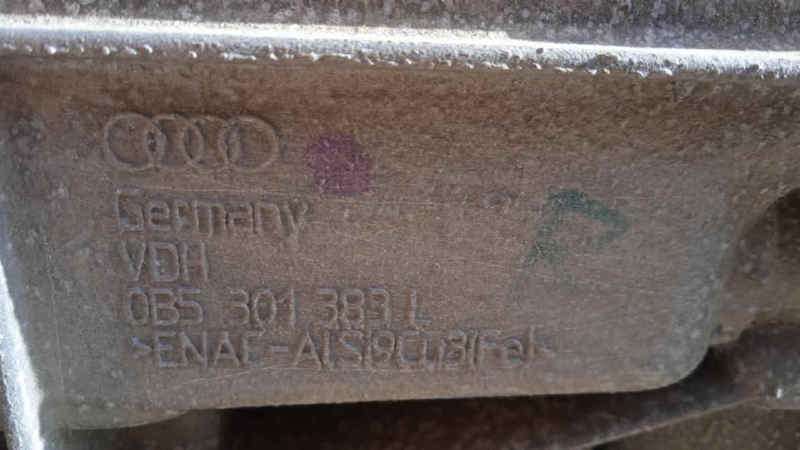 Germany
VDH
0B5 301 383 L
>ENAC-AlSi9Cu3(Fe)<